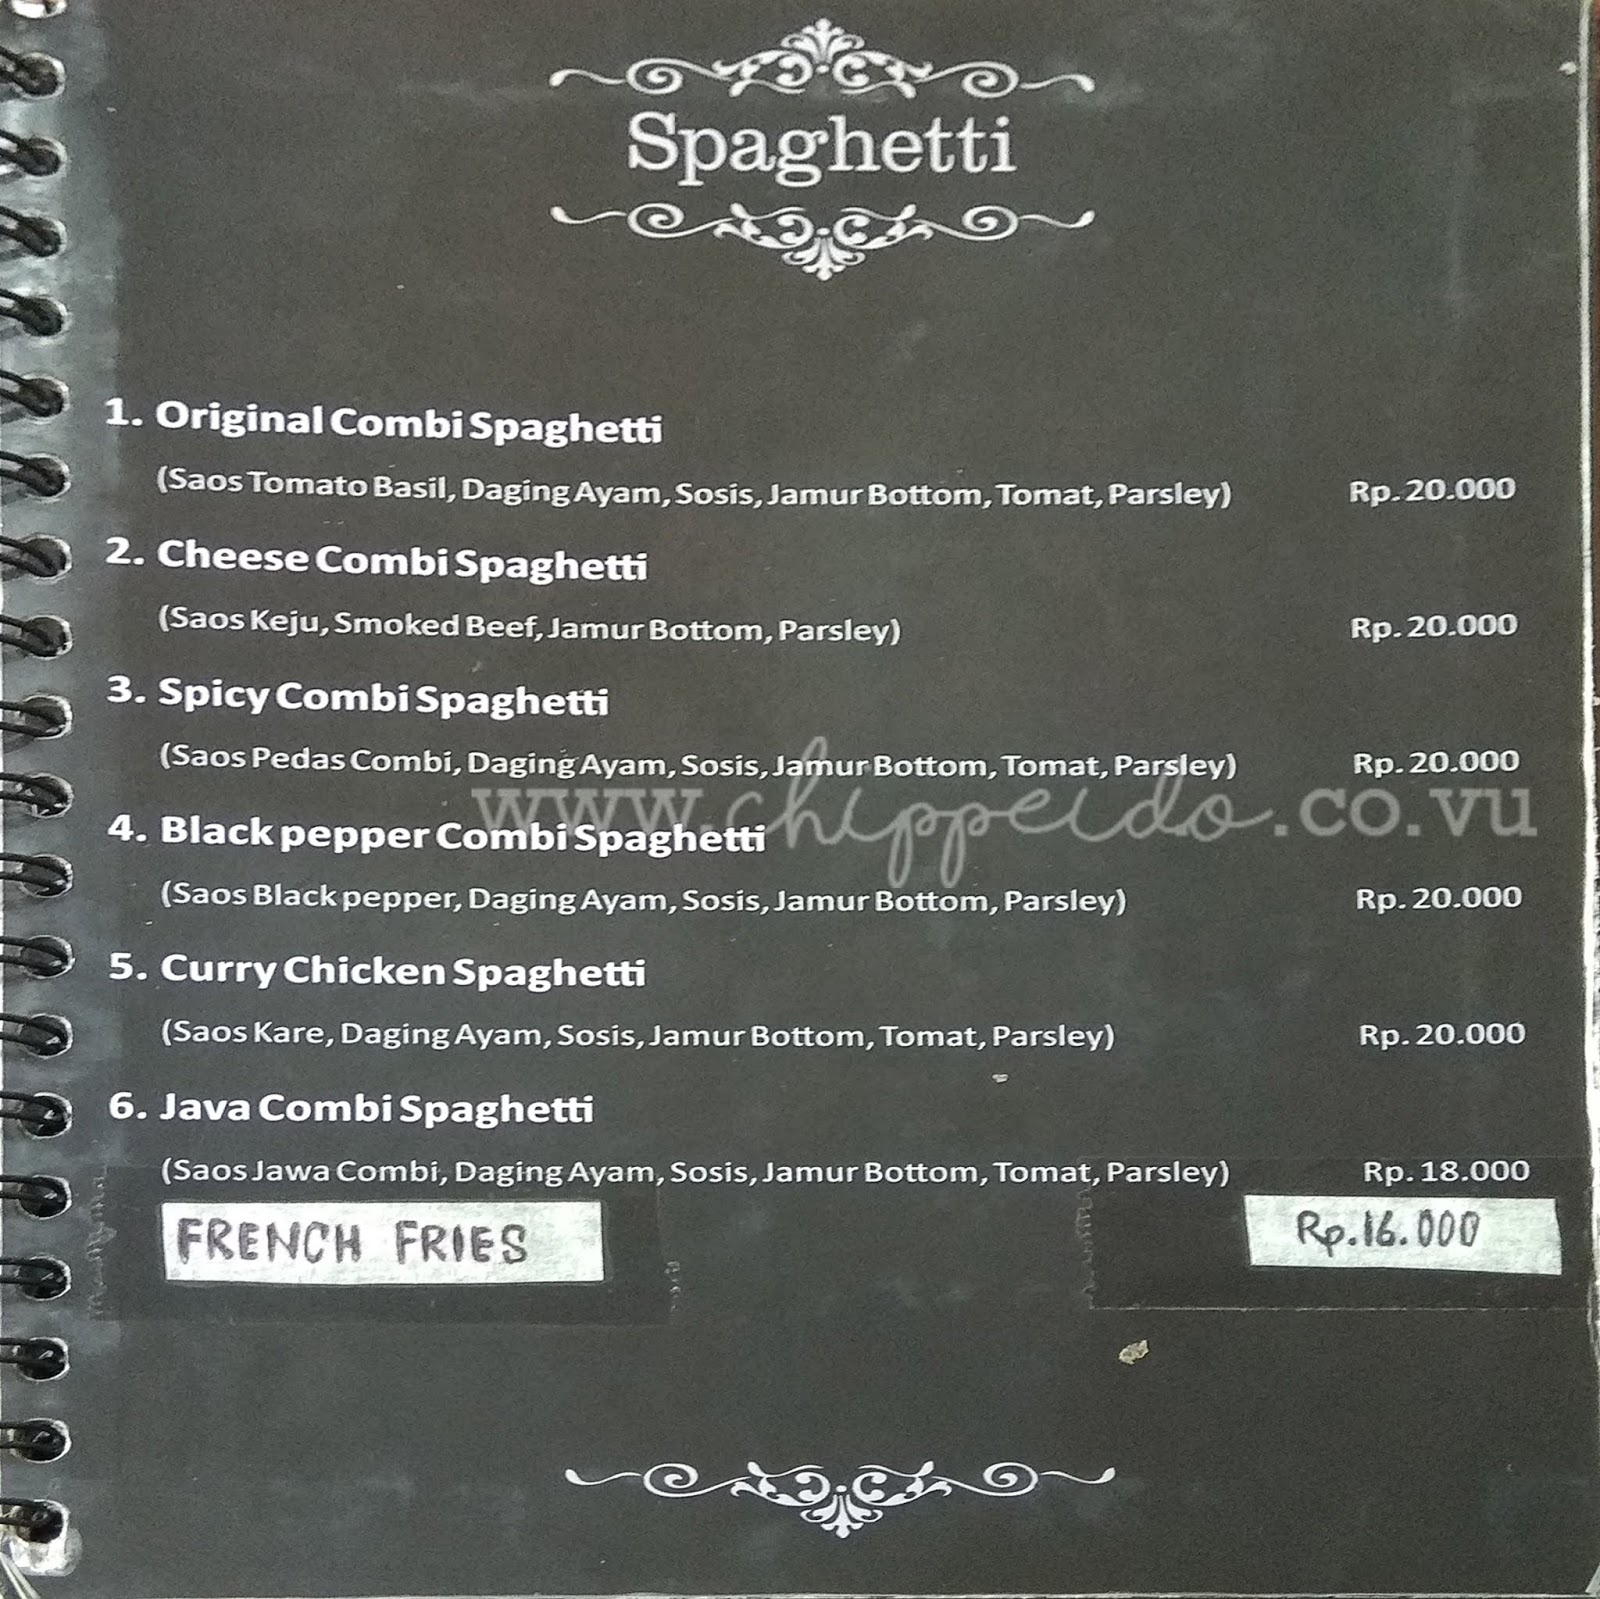 Spaghetti
1. Original Combi Spaghetti
(Saos Tomato Basil, Daging Ayam, Sosis, Jamur Bottom, Tomat, Parsley) Rp. 20.000
2. Cheese Combi Spaghetti
(Saos Keju, Smoked Beef, Jamur Bottom, Parsley) Rp. 20.000
3. Spicy Combi Spaghetti
(Saos Pedas Combi, Daging Ayam, Sosis, Jamur Bottom, Tomat, Parsley) Rp. 20.000
www.chippeido.co.vu
4. Black pepper Combi Spaghetti
(Saos Black pepper, Daging Ayam, Sosis, Jamur Bottom, Parsley) Rp. 20.000
5. Curry Chicken Spaghetti
(Saos Kare, Daging Ayam, Sosis, Jamur Bottom, Tomat, Parsley) Rp. 20.000
6. Java Combi Spaghetti
(Saos Jawa Combi, Daging Ayam, Sosis, Jamur Bottom, Tomat, Parsley) Rp. 18.000
FRENCH FRIES Rp.16.000